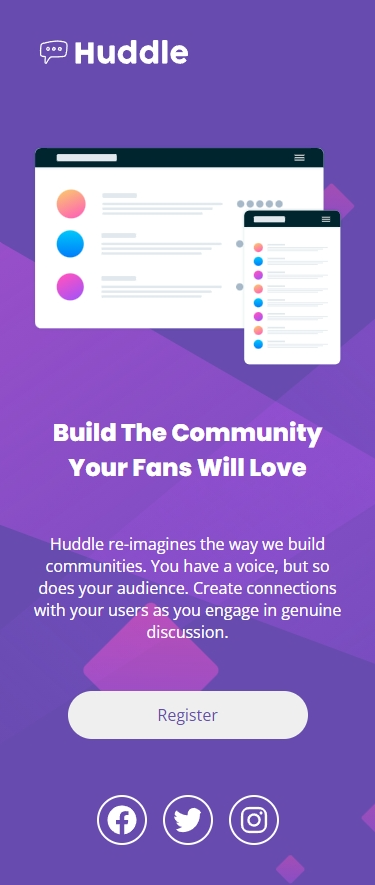 Huddle
Build The Community
Your Fans Will Love
Huddle re-imagines the way we build
communities. You have a voice, but so
does your audience. Create connections
with your users as you engage in genuine
discussion.
Register